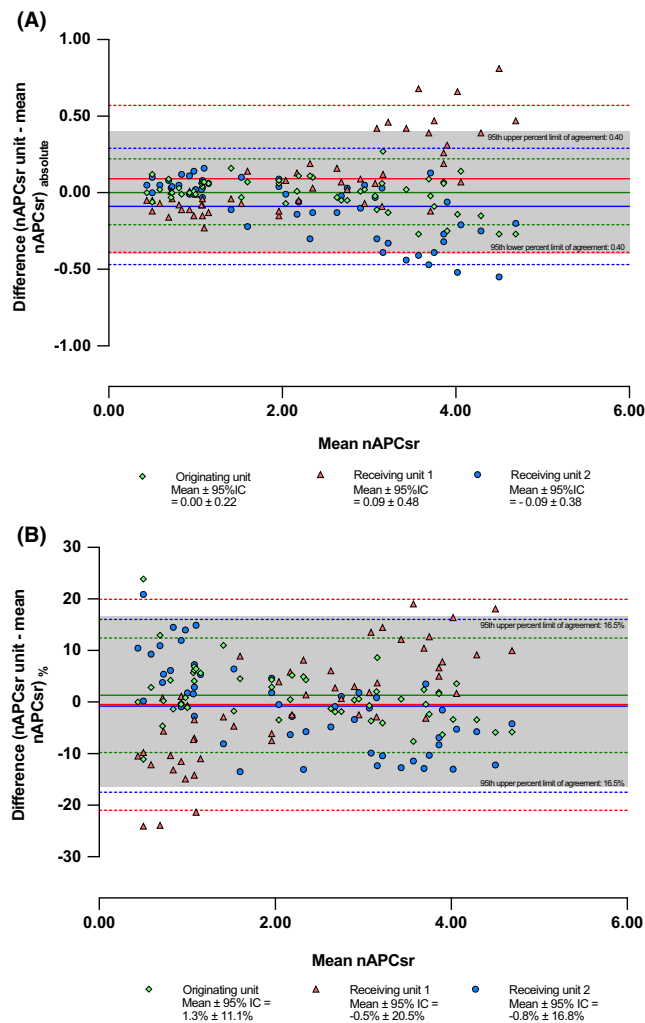 (A)
1.00
0.50
0.00
-0.50
-1.00
Difference (nAPCsr unit - mean
nAPCsr) absolute
95th upper percent limit of agreement: 0.40
95th lower percent limit of agreement: 0.40
0.00 2.00 4.00 6.00
Mean nAPCsr
Originating unit Receiving unit 1 Receiving unit 2
Mean ± 95%IC Mean ± 95%IC Mean ± 95%IC
= 0.00 ± 0.22 = 0.09 ± 0.48 = - 0.09 ± 0.38
(B)
30
20
10
0
-10
-20
-30
Difference (nAPCsr unit - mean
nAPCsr) %
95th upper percent limit of agreement: 16.5%
95th lower percent limit of agreement: 16.5%
0.00 2.00 4.00 6.00
Mean nAPCsr
Originating unit Receiving unit 1 Receiving unit 2
Mean ± 95% IC = Mean ± 95% IC = Mean ± 95% IC =
1.3% ± 11.1% -0.5% ± 20.5% -0.8% ± 16.8%